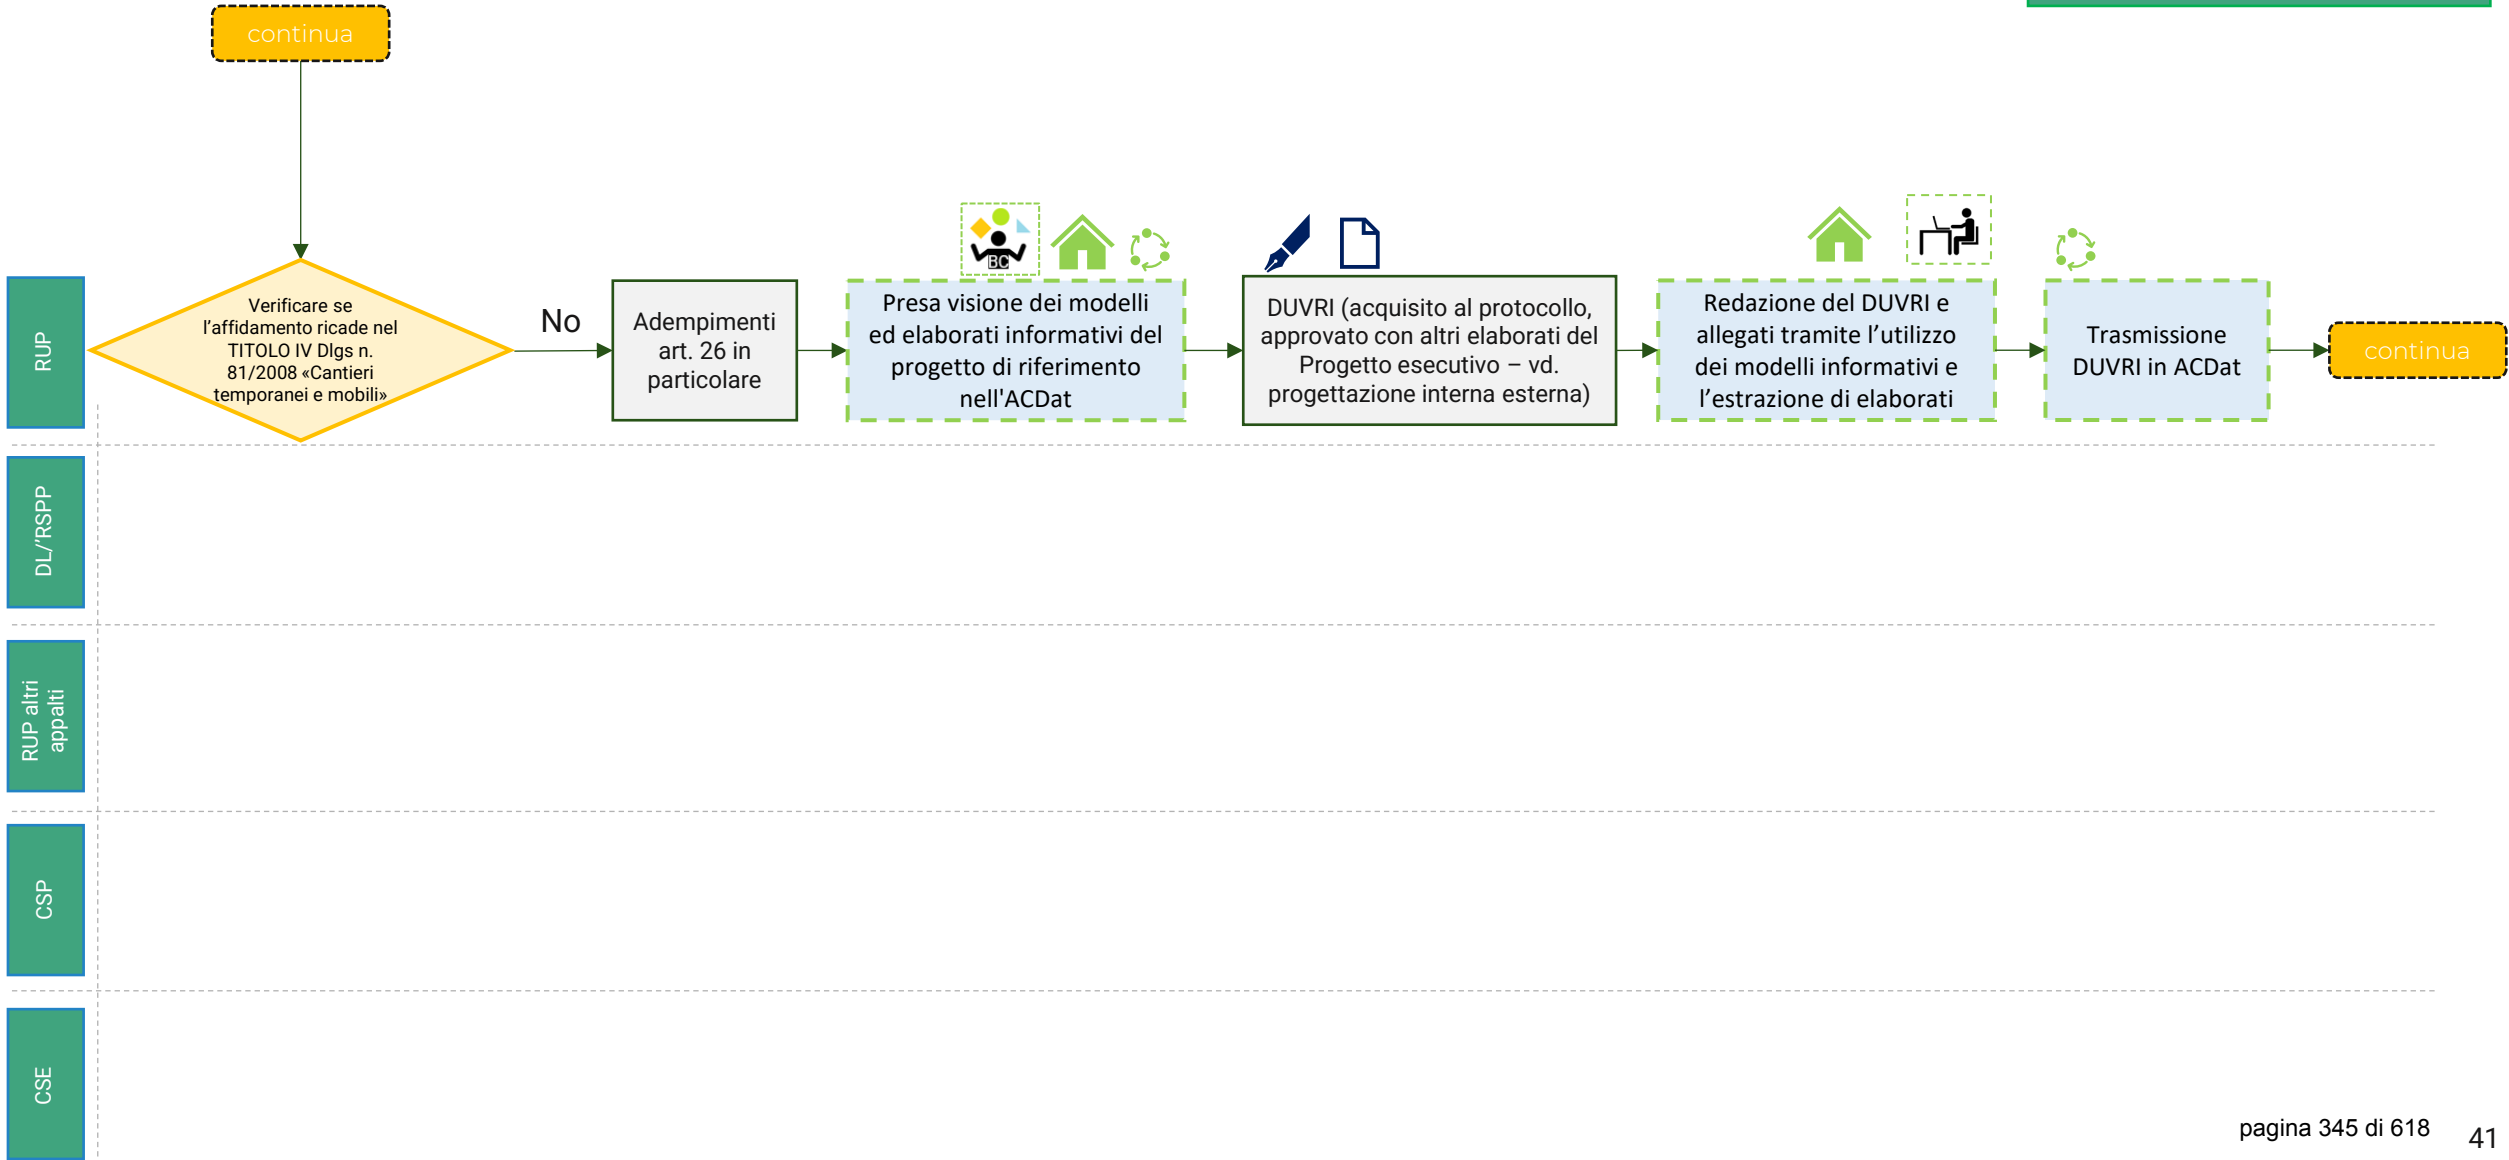 continua
Verificare se
l’affidamento ricade nel
TITOLO IV Dlgs n.
81/2008 «Cantieri
temporanei e mobili»
No
Adempimenti
art. 26 in
particolare
BC
Presa visione dei modelli
ed elaborati informativi del
progetto di riferimento
nell'ACDat
DUVRI (acquisito al protocollo,
approvato con altri elaborati del
Progetto esecutivo – vd.
progettazione interna esterna)
Redazione del DUVRI e
allegati tramite l’utilizzo
dei modelli informativi e
l’estrazione di elaborati
Trasmissione
DUVRI in ACDat
continua
RUP
DL/'RSPP
RUP altri
appalti
CSP
CSE
pagina 345 di 618
41